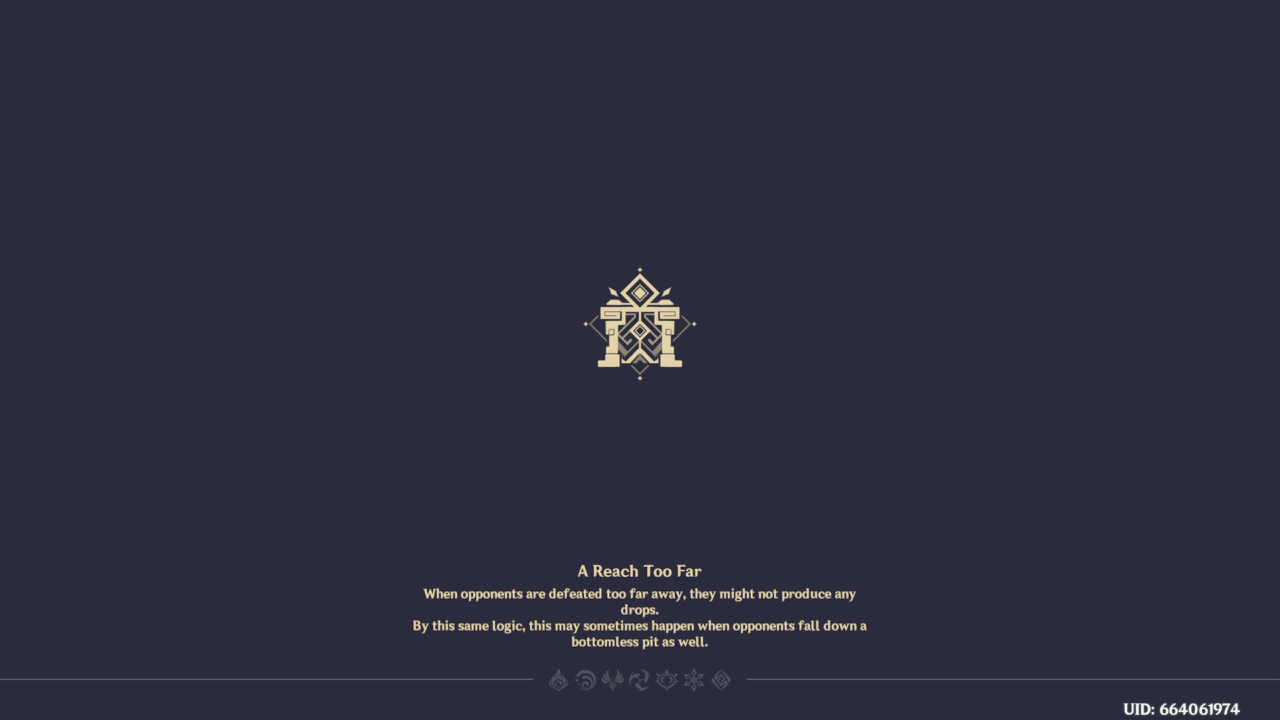 A Reach Too Far
When opponents are defeated too far away, they might not produce any
drops.
By this same logic, this may sometimes happen when opponents fall down a
bottomless pit as well.
UID: 664061974